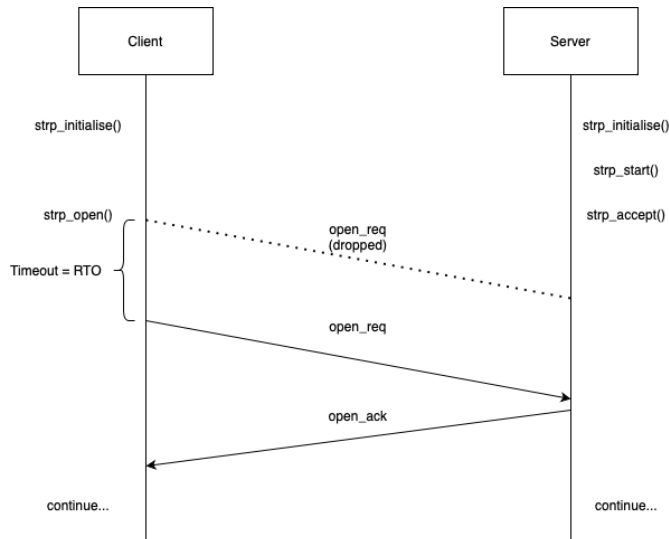 Client
Server
strp_initialise()
strp_initialise()
strp_start()
strp_open()
strp_accept()
open_req
(dropped)
Timeout = RTO
open_req
open_ack
continue...
continue...